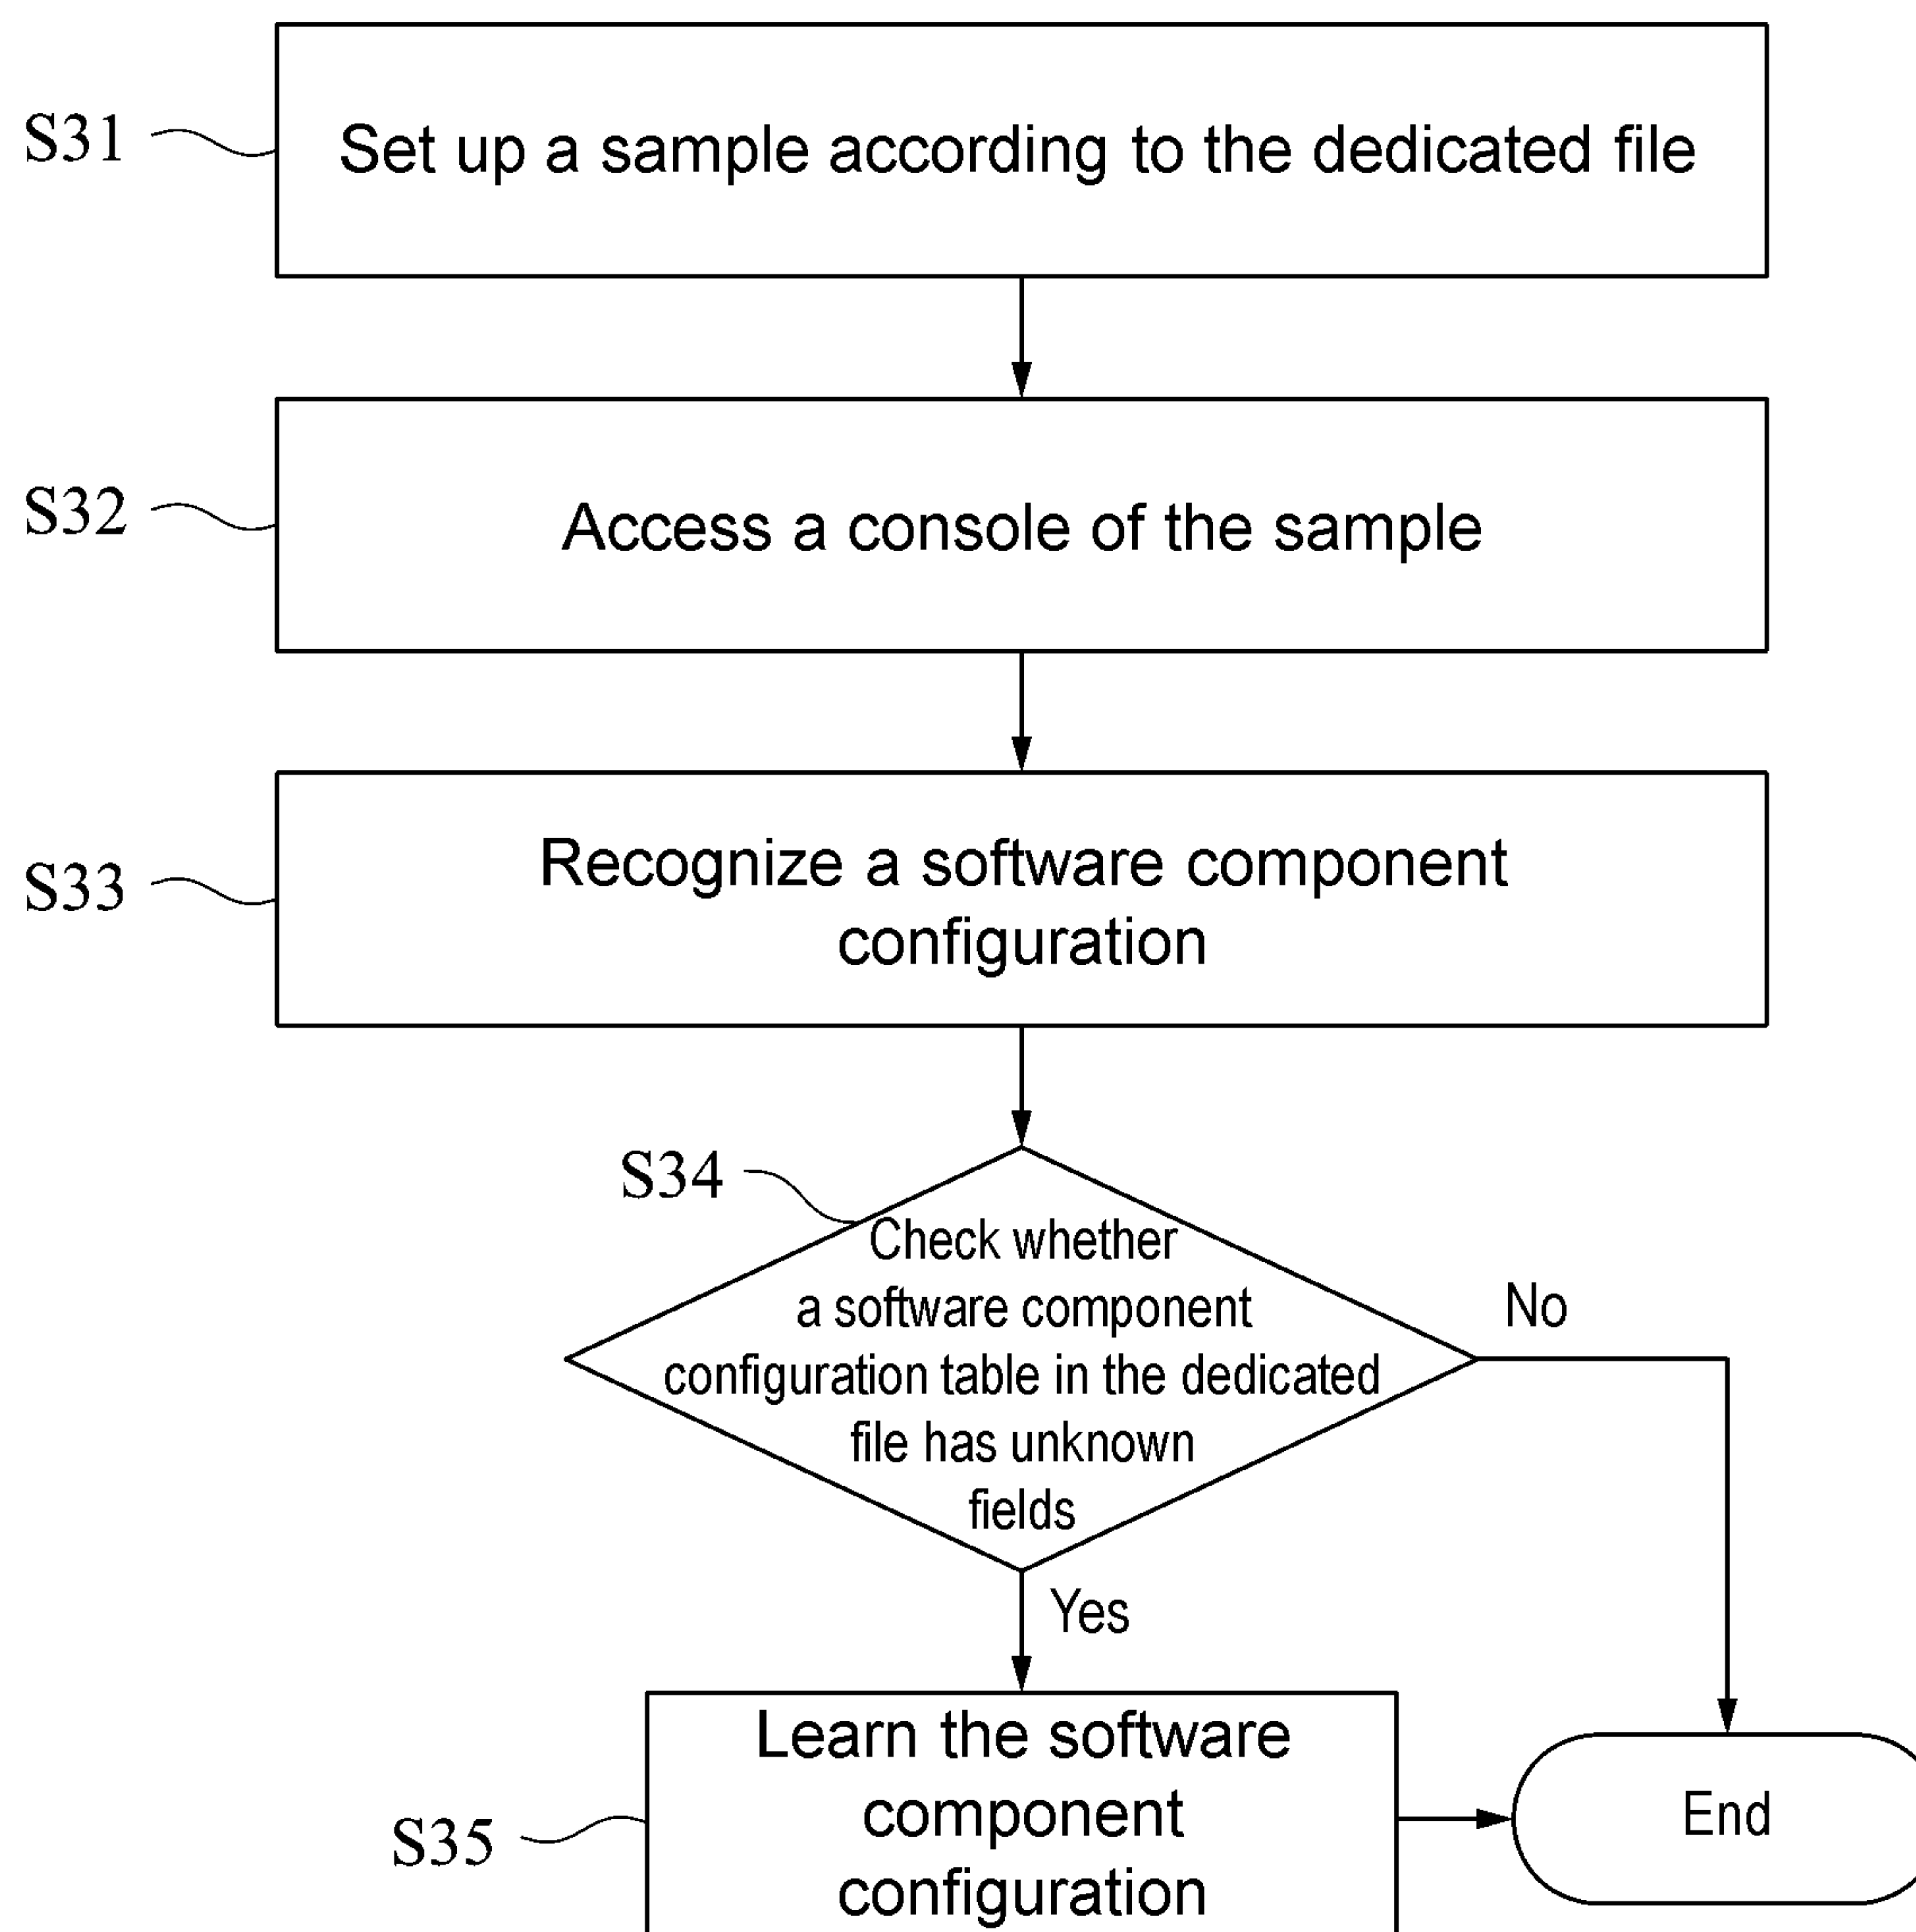 S31
Set up a sample according to the dedicated file
S32
Access a console of the sample
S33
Recognize a software component
configuration
S34
Check whether
a software component
configuration table in the dedicated
file has unknown
fields
No
Yes
S35
Learn the software
component
configuration
End